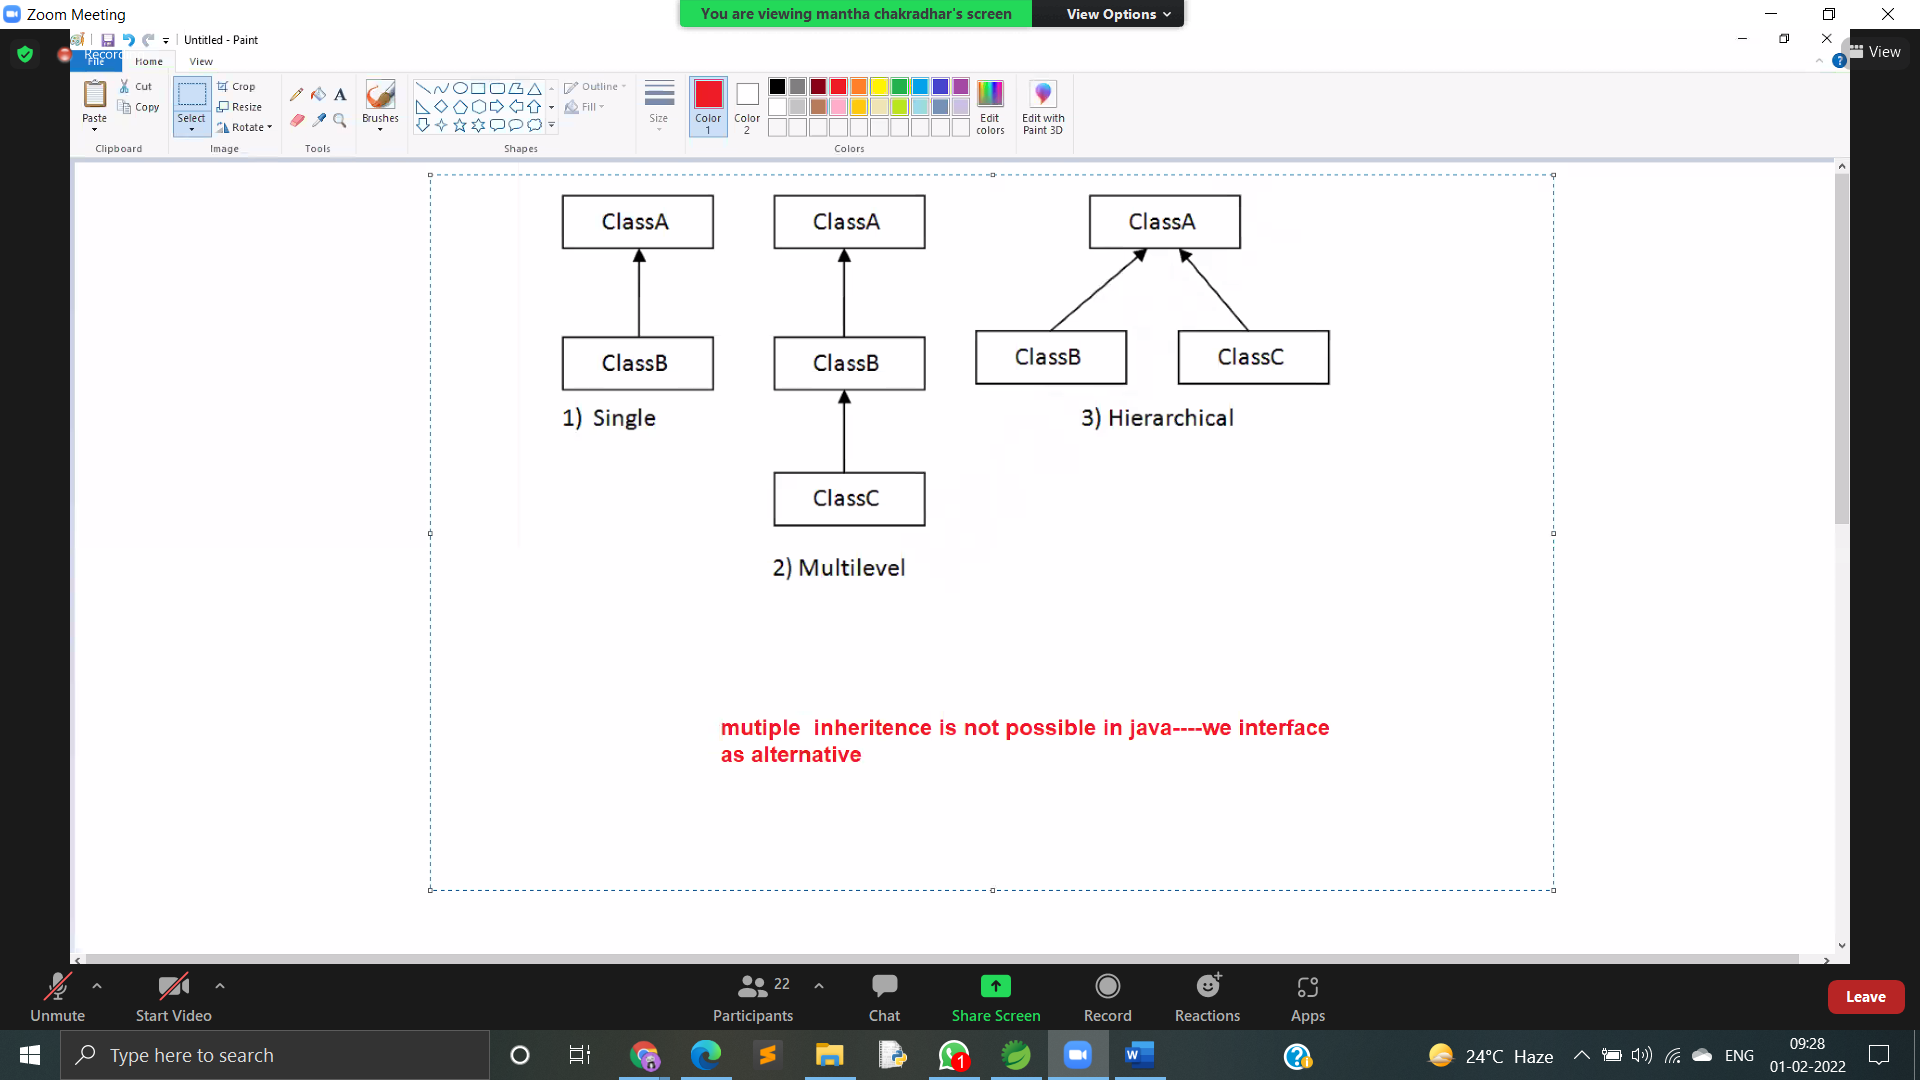 Zoom Meeting
You are viewing mantha chakradhar's screen
View Options
Untitled - Paint
File
Home
View
View
Paste
Cut
Copy
Clipboard
Select
Crop
Resize
Rotate
Image
Tools
Brushes
Shapes
Outline
Fill
Size
Color
1
Color
2
Colors
Edit
colors
Edit with
Paint 3D
ClassA
ClassA
ClassA
ClassB
ClassB
ClassB
ClassC
1) Single
3) Hierarchical
ClassC
2) Multilevel
mutiple  inheritence is not possible in java----we interface
as alternative
Unmute
Start Video
22
Participants
Chat
Share Screen
Record
Reactions
Apps
Leave
Type here to search
1
24°C Haze
ENG
09:28
01-02-2022